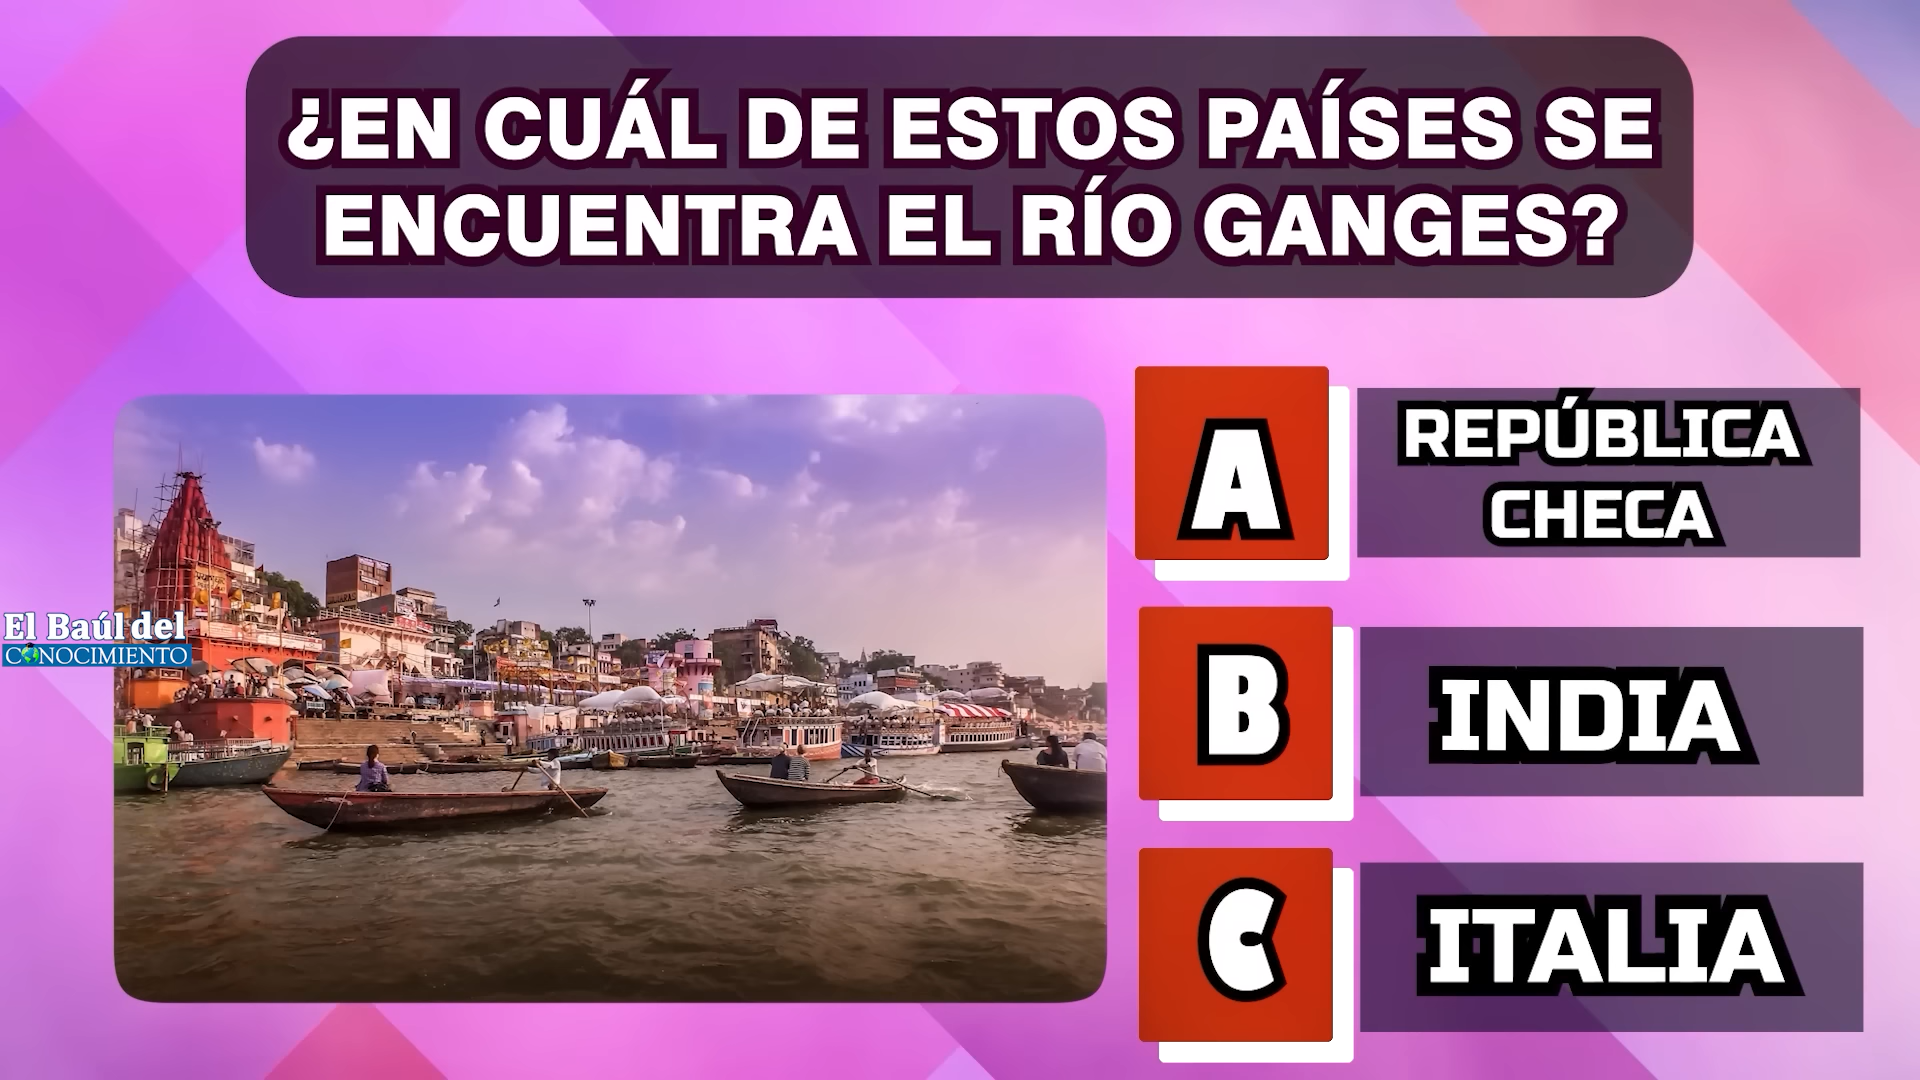 ¿EN CUÁL DE ESTOS PAÍSES SE
ENCUENTRA EL RÍO GANGES?
A
REPÚBLICA
CHECA
B
INDIA
C
ITALIA
El Baúl del
CONOCIMIENTO